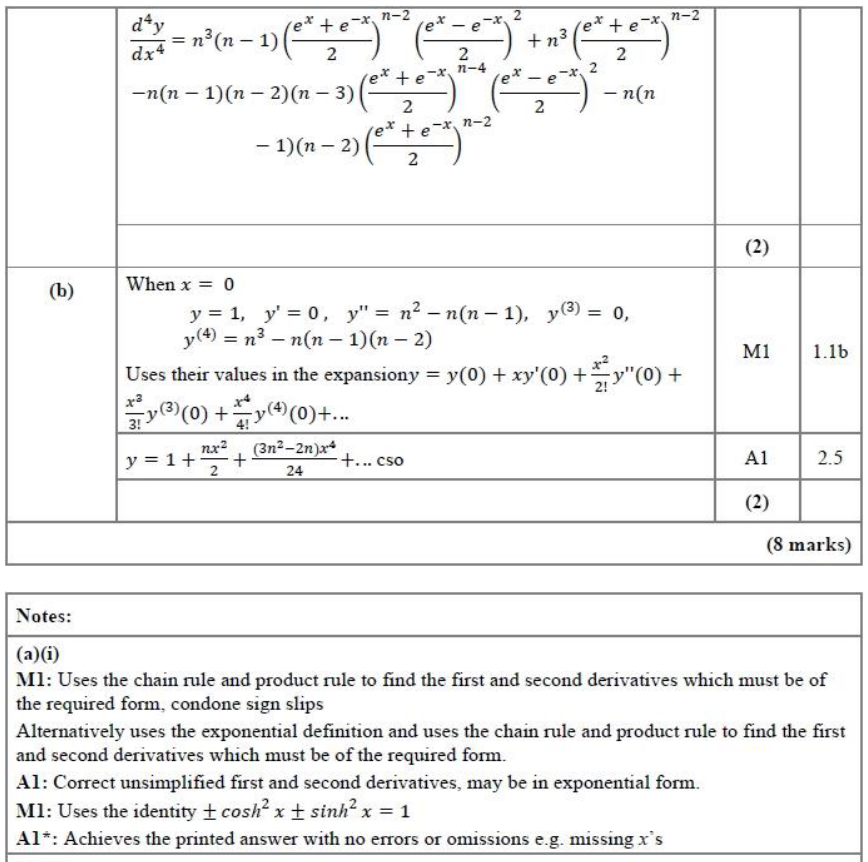 d⁴y/dx⁴ = n³(n − 1)((eˣ + e⁻ˣ)/2)ⁿ⁻²((eˣ − e⁻ˣ)/2)² + n³((eˣ + e⁻ˣ)/2)ⁿ⁻²
−n(n − 1)(n − 2)(n − 3)((eˣ + e⁻ˣ)/2)ⁿ⁻⁴((eˣ − e⁻ˣ)/2)² − n(n
− 1)(n − 2)((eˣ + e⁻ˣ)/2)ⁿ⁻²
(2)
(b)
When x = 0
y = 1, y' = 0, y'' = n² − n(n − 1), y⁽³⁾ = 0,
y⁽⁴⁾ = n³ − n(n − 1)(n − 2)
M1 1.1b
Uses their values in the expansiony = y(0) + xy'(0) + x²/2! y''(0) +
x³/3! y⁽³⁾(0) + x⁴/4! y⁽⁴⁾(0)+...
y = 1 + nx²/2 + (3n²−2n)x⁴/24 +... cso A1 2.5
(2)
(8 marks)
Notes:
(a)(i)
M1: Uses the chain rule and product rule to find the first and second derivatives which must be of
the required form, condone sign slips
Alternatively uses the exponential definition and uses the chain rule and product rule to find the first
and second derivatives which must be of the required form.
A1: Correct unsimplified first and second derivatives, may be in exponential form.
M1: Uses the identity ± cosh² x ± sinh² x = 1
A1*: Achieves the printed answer with no errors or omissions e.g. missing x's